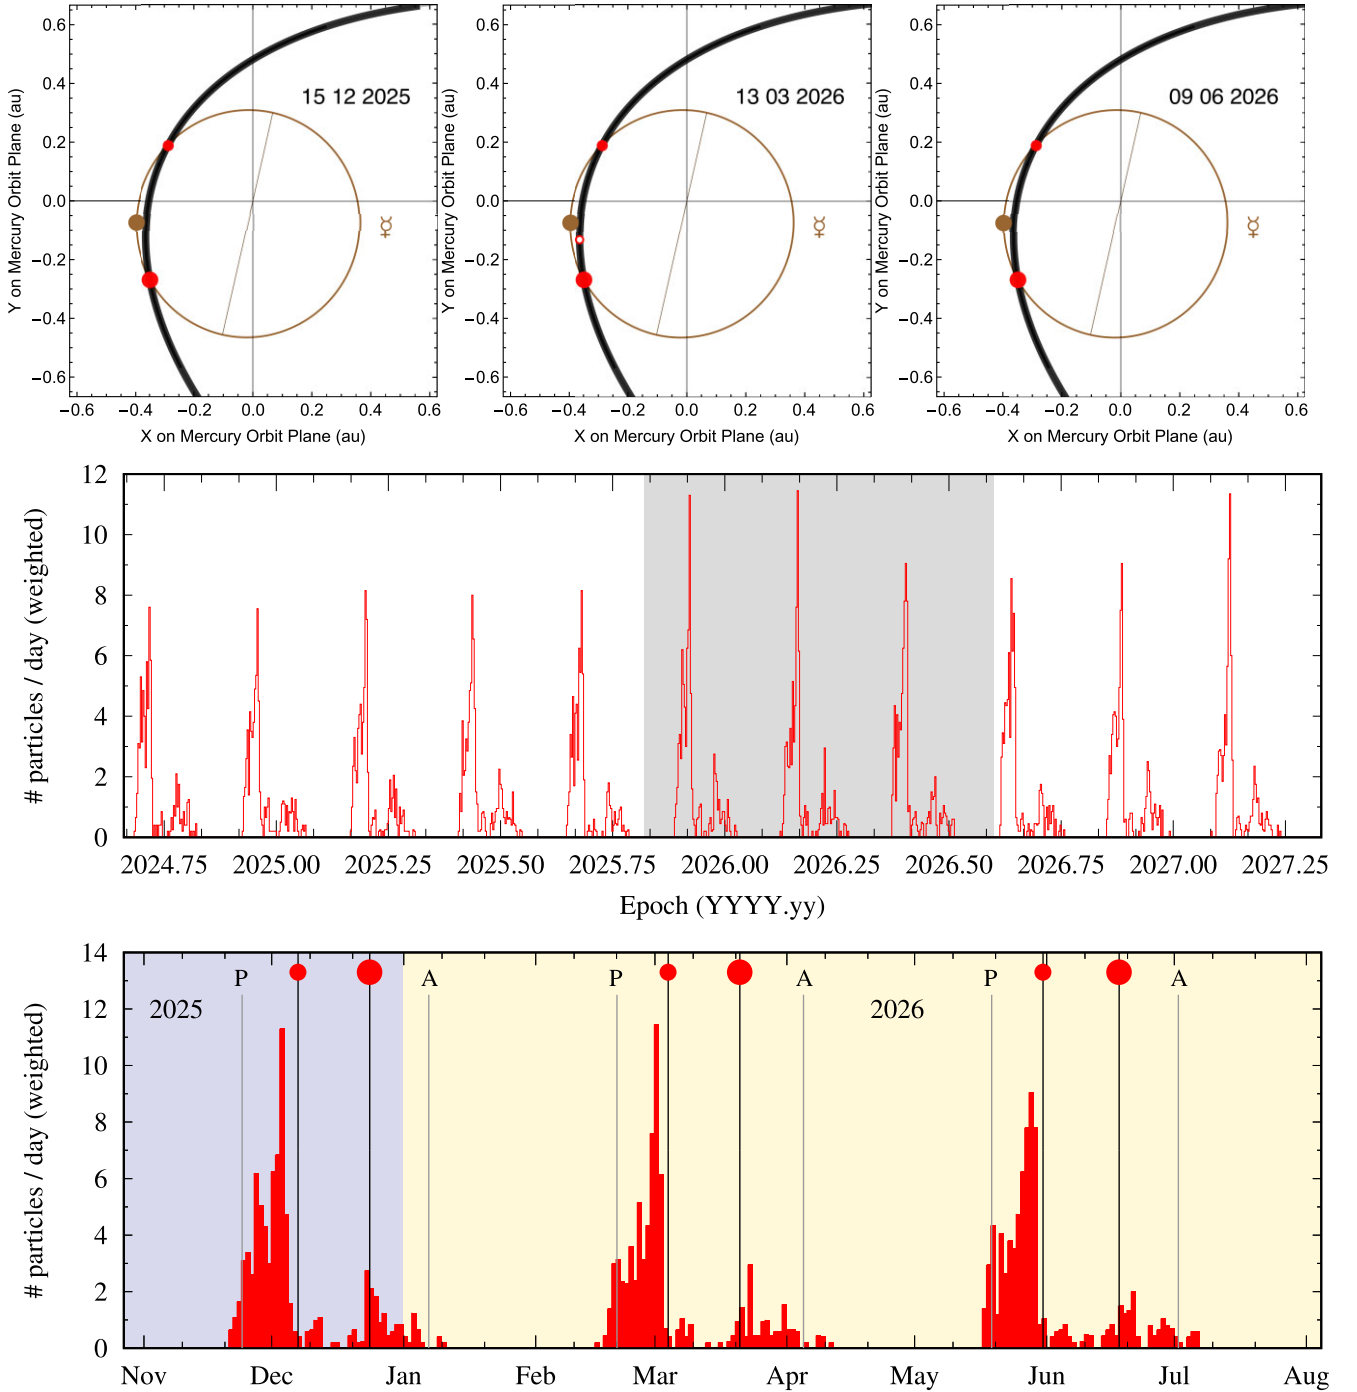 15 12 2025
0.6
0.4
0.2
0.0
−0.2
−0.4
−0.6
Y on Mercury Orbit Plane (au)
☿
−0.6 −0.4 −0.2 0.0 0.2 0.4 0.6
X on Mercury Orbit Plane (au)
13 03 2026
0.6
0.4
0.2
0.0
−0.2
−0.4
−0.6
Y on Mercury Orbit Plane (au)
☿
−0.6 −0.4 −0.2 0.0 0.2 0.4 0.6
X on Mercury Orbit Plane (au)
09 06 2026
0.6
0.4
0.2
0.0
−0.2
−0.4
−0.6
Y on Mercury Orbit Plane (au)
☿
−0.6 −0.4 −0.2 0.0 0.2 0.4 0.6
X on Mercury Orbit Plane (au)
12
10
8
6
4
2
0
# particles / day (weighted)
2024.75 2025.00 2025.25 2025.50 2025.75 2026.00 2026.25 2026.50 2026.75 2027.00 2027.25
Epoch (YYYY.yy)
14
12
10
8
6
4
2
0
# particles / day (weighted)
P A P A P A
2025 2026
Nov Dec Jan Feb Mar Apr May Jun Jul Aug